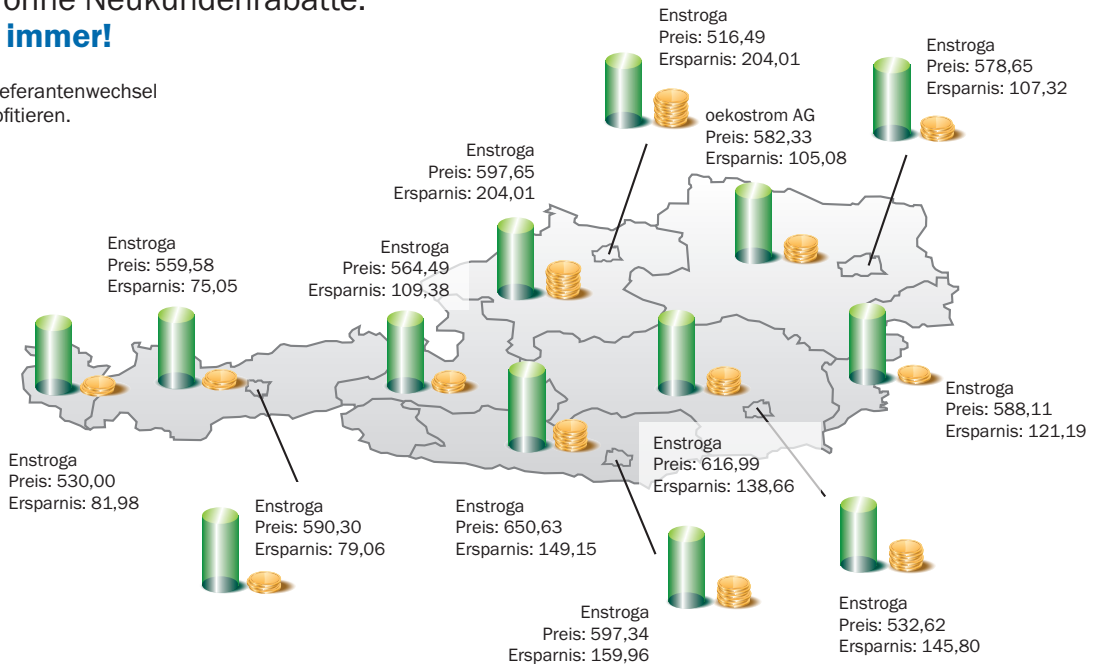 ohne Neukundenrabatte.
immer!
eferantenwechsel
ofitieren.
Enstroga
Preis: 516,49
Ersparnis: 204,01
Enstroga
Preis: 578,65
Ersparnis: 107,32
oekostrom AG
Preis: 582,33
Ersparnis: 105,08
Enstroga
Preis: 597,65
Ersparnis: 204,01
Enstroga
Preis: 559,58
Ersparnis: 75,05
Enstroga
Preis: 564,49
Ersparnis: 109,38
Enstroga
Preis: 588,11
Ersparnis: 121,19
Enstroga
Preis: 530,00
Ersparnis: 81,98
Enstroga
Preis: 590,30
Ersparnis: 79,06
Enstroga
Preis: 650,63
Ersparnis: 149,15
Enstroga
Preis: 616,99
Ersparnis: 138,66
Enstroga
Preis: 597,34
Ersparnis: 159,96
Enstroga
Preis: 532,62
Ersparnis: 145,80